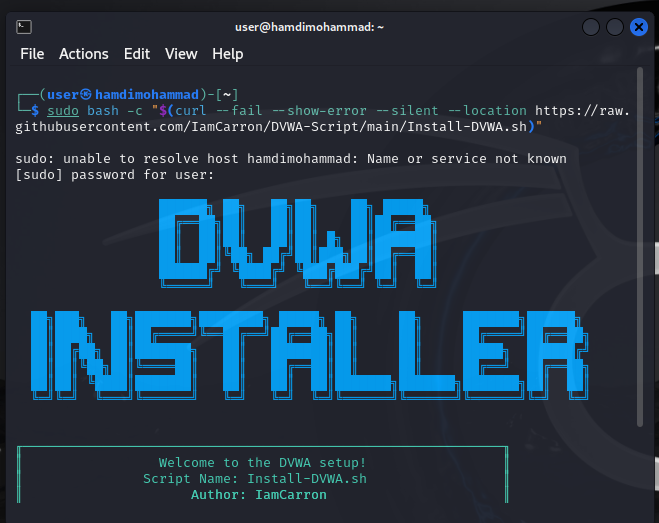 user@hamdimohammad: ~
File Actions Edit View Help
┌──(user㉿hamdimohammad)-[~]
└─$ sudo bash -c "$(curl --fail --show-error --silent --location https://raw.
githubusercontent.com/IamCarron/DVWA-Script/main/Install-DVWA.sh)"
sudo: unable to resolve host hamdimohammad: Name or service not known
[sudo] password for user:
DVWA
INSTALLER
Welcome to the DVWA setup!
Script Name: Install-DVWA.sh
Author: IamCarron